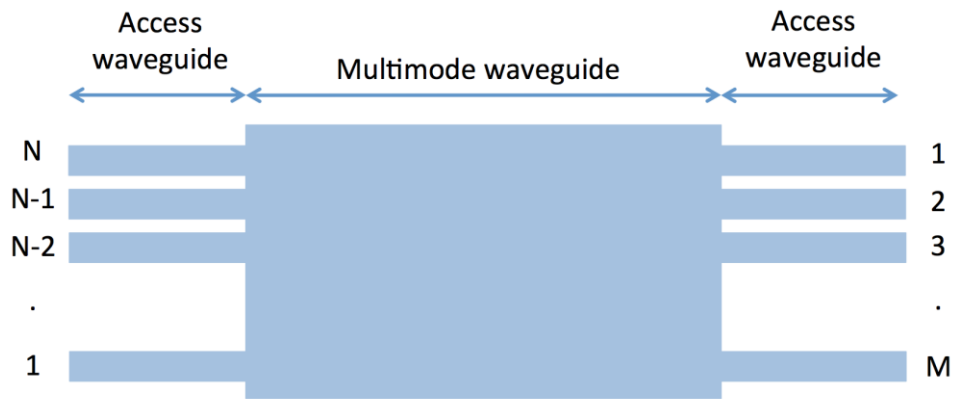 Access
waveguide
Multimode waveguide
Access
waveguide
N
1
N-1
2
N-2
3
.
.
1
M